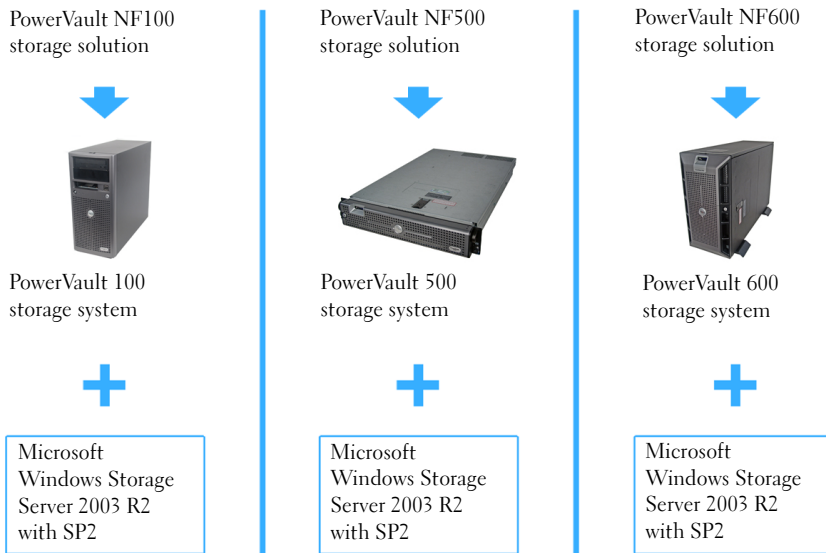 PowerVault NF100
storage solution
PowerVault 100
storage system
Microsoft
Windows Storage
Server 2003 R2
with SP2
PowerVault NF500
storage solution
PowerVault 500
storage system
Microsoft
Windows Storage
Server 2003 R2
with SP2
PowerVault NF600
storage solution
PowerVault 600
storage system
Microsoft
Windows Storage
Server 2003 R2
with SP2